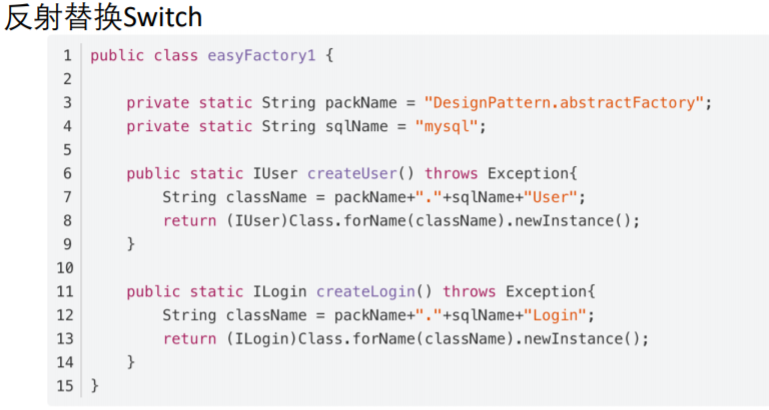 反射替换Switch
1 public class easyFactory1 {
2
3     private static String packName = "DesignPattern.abstractFactory";
4     private static String sqlName = "mysql";
5
6     public static IUser createUser() throws Exception{
7         String className = packName+"."+sqlName+"User";
8         return (IUser)Class.forName(className).newInstance();
9     }
10
11     public static ILogin createLogin() throws Exception{
12         String className = packName+"."+sqlName+"Login";
13         return (ILogin)Class.forName(className).newInstance();
14     }
15 }